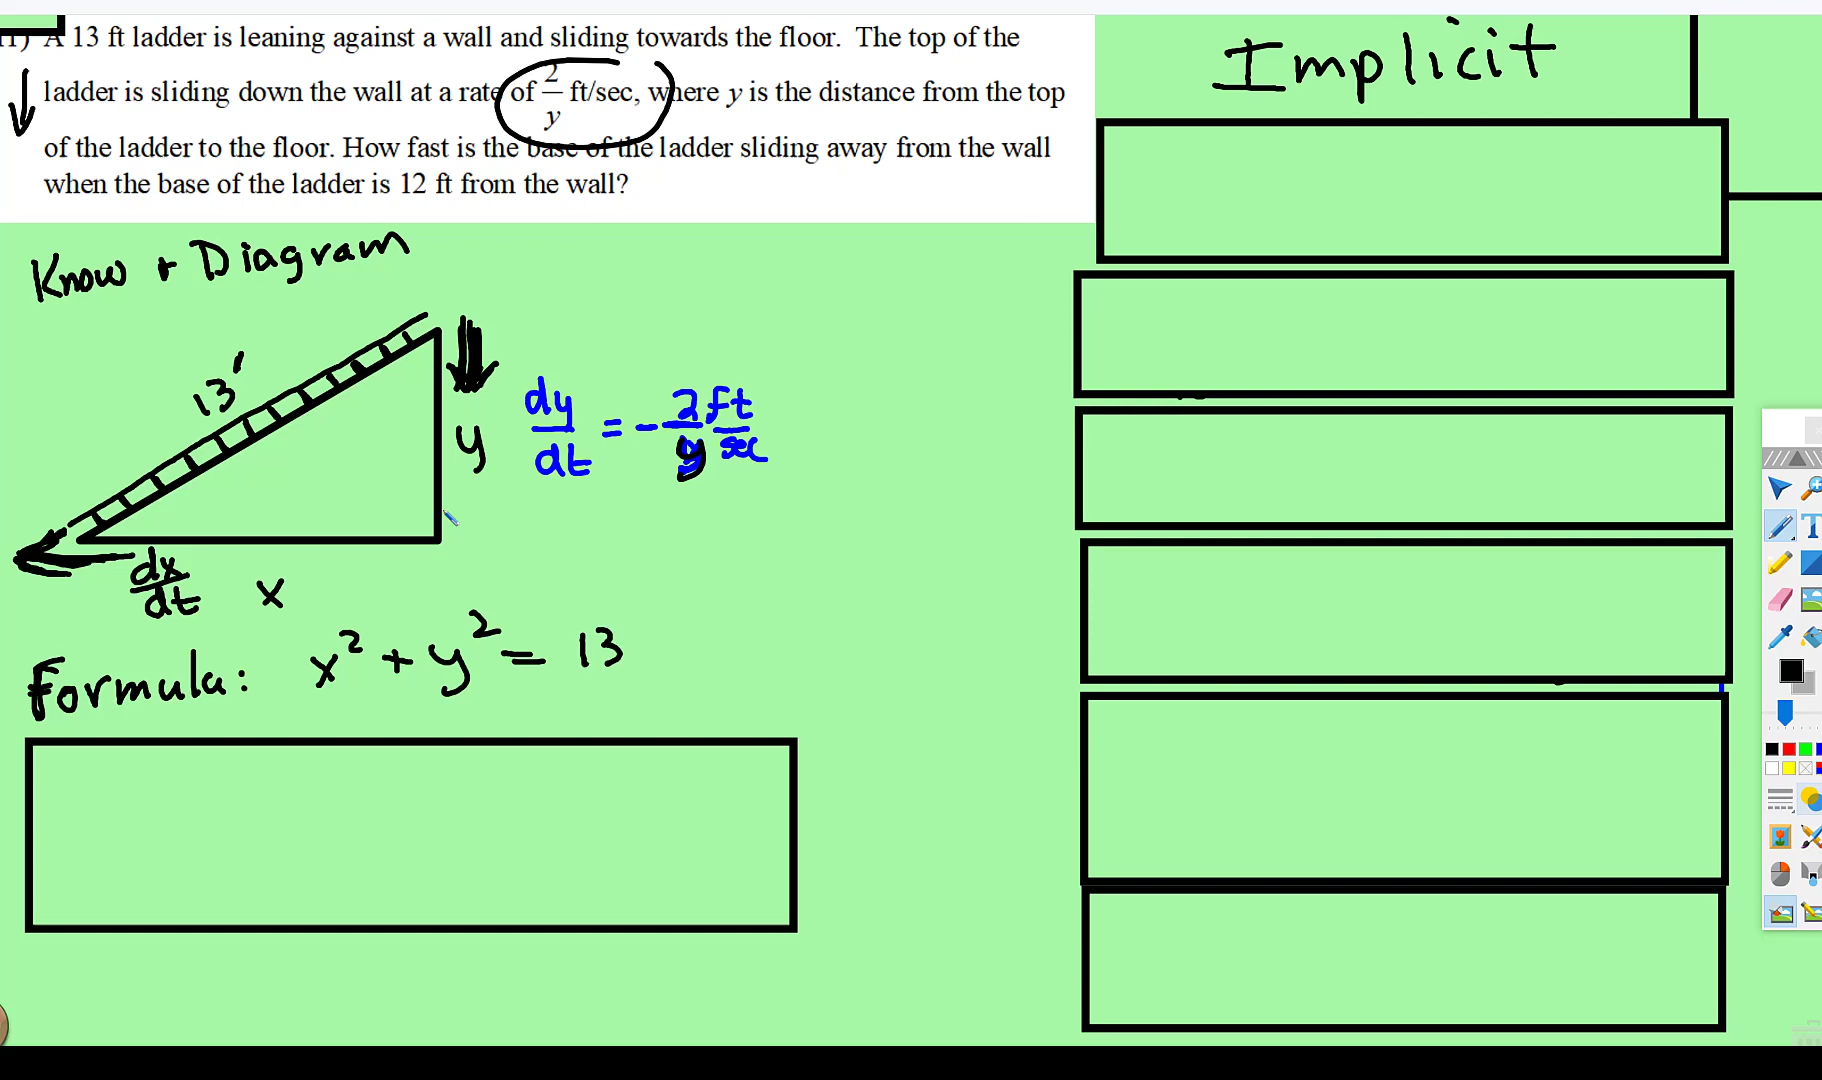 11) A 13 ft ladder is leaning against a wall and sliding towards the floor. The top of the
ladder is sliding down the wall at a rate of 2/y ft/sec, where y is the distance from the top
of the ladder to the floor. How fast is the base of the ladder sliding away from the wall
when the base of the ladder is 12 ft from the wall?
Implicit
Know + Diagram
13'
y
dy/dt = - 2/y ft/sec
dx/dt
x
Formula: x² + y² = 13
T